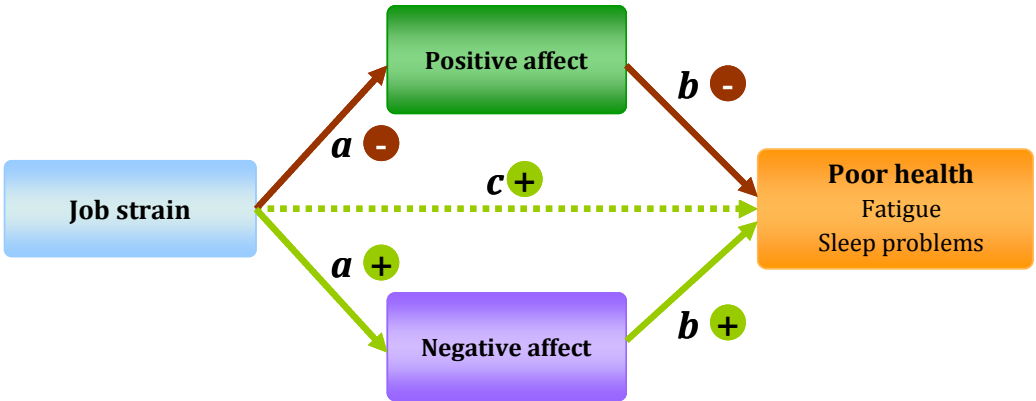 Positive affect
b -
a -
c +
Job strain
Poor health
Fatigue
Sleep problems
a +
b +
Negative affect